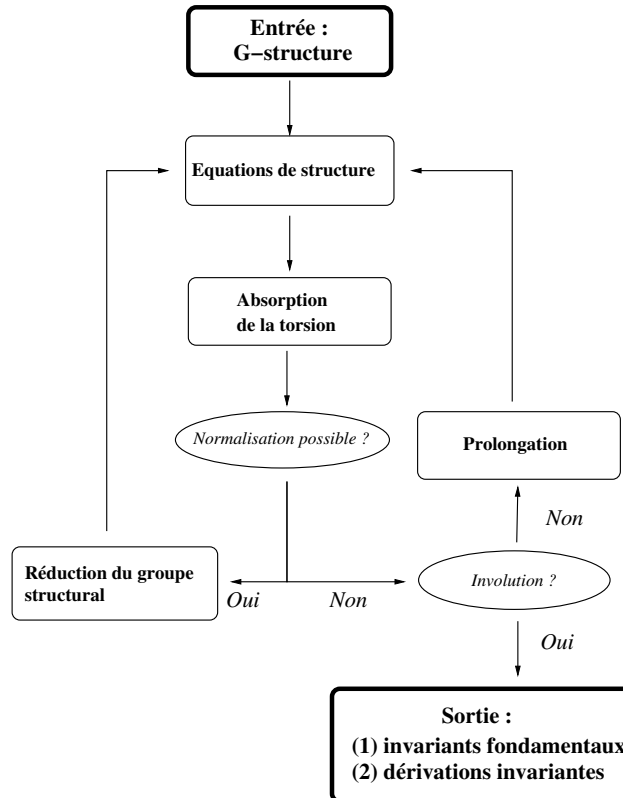 Entrée :
G−structure
Equations de structure
Absorption
de la torsion
Normalisation possible ?
Prolongation
Non
Réduction du groupe
structural
Oui
Non
Involution ?
Oui
Sortie :
(1) invariants fondamentaux
(2) dérivations invariantes